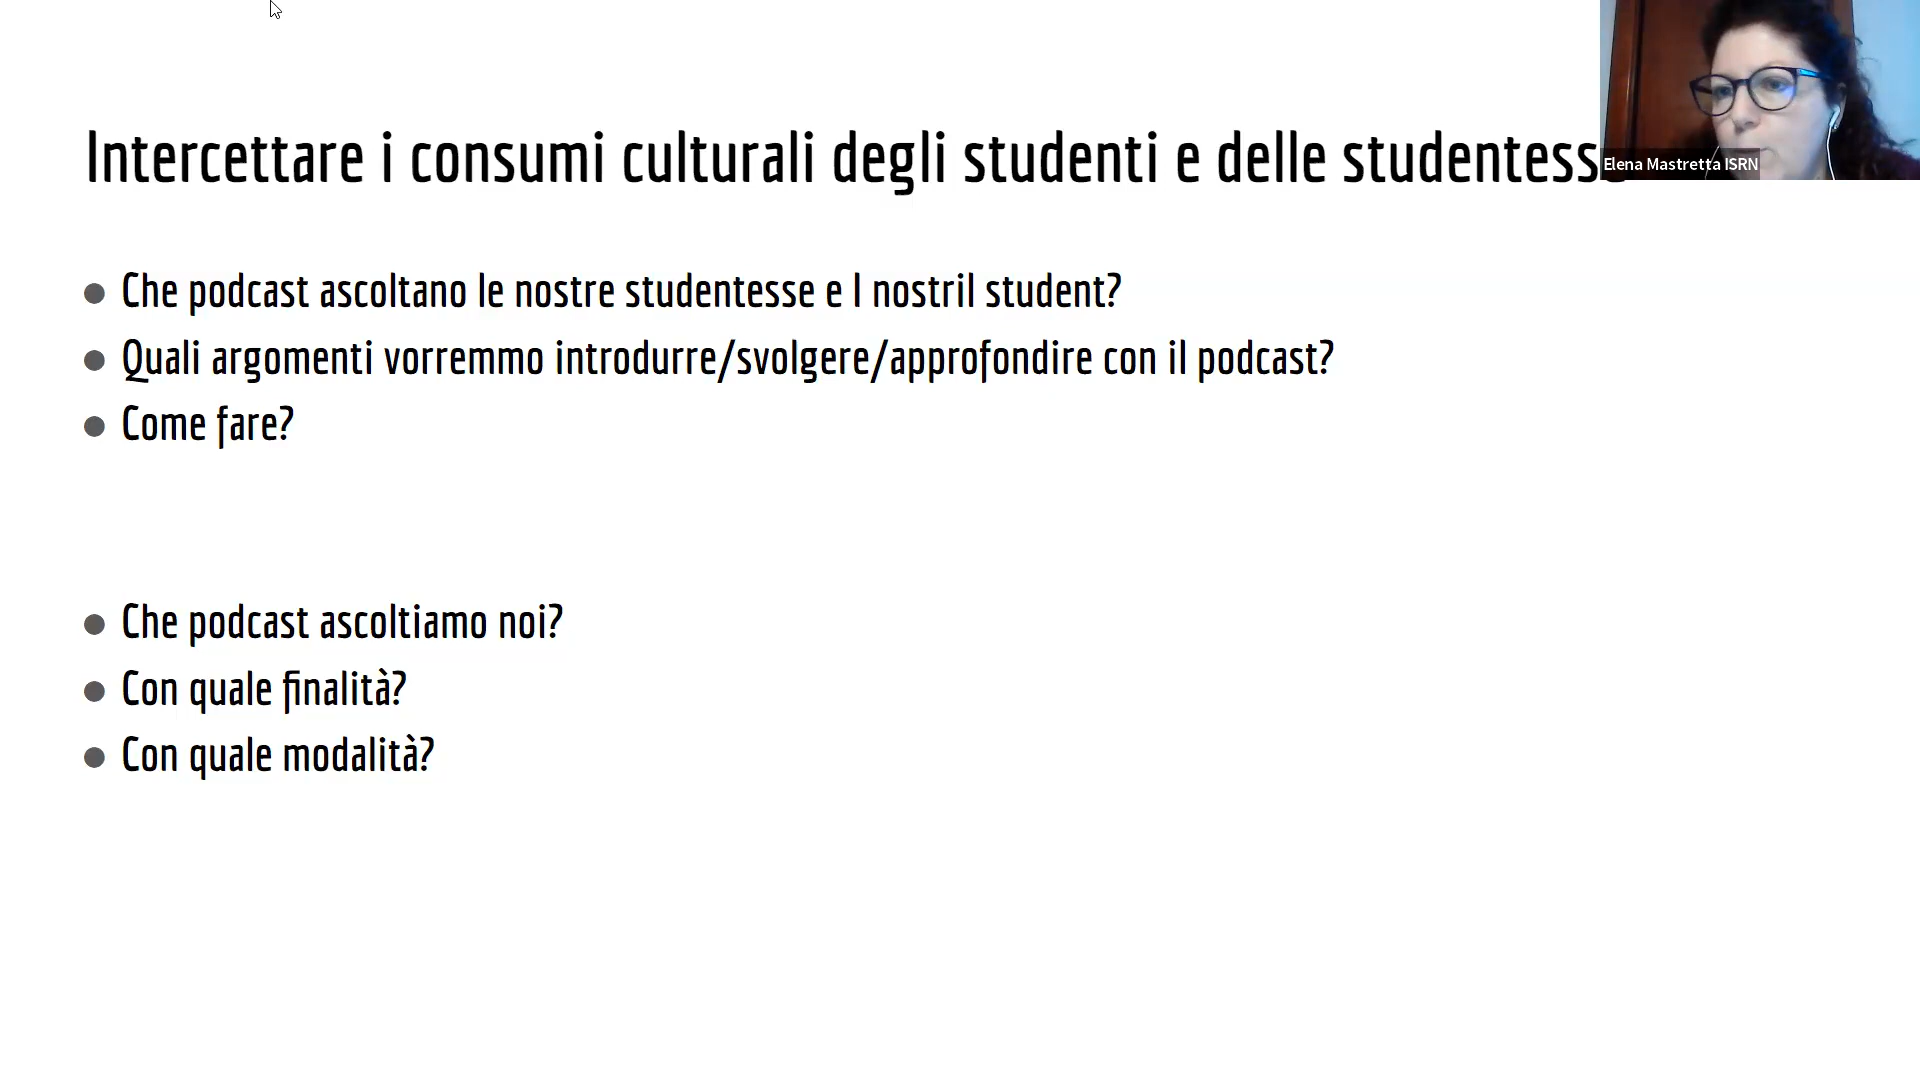 Intercettare i consumi culturali degli studenti e delle studentess
Elena Mastretta ISRN
Che podcast ascoltano le nostre studentesse e I nostril student?
Quali argomenti vorremmo introdurre/svolgere/approfondire con il podcast?
Come fare?
Che podcast ascoltiamo noi?
Con quale finalità?
Con quale modalità?